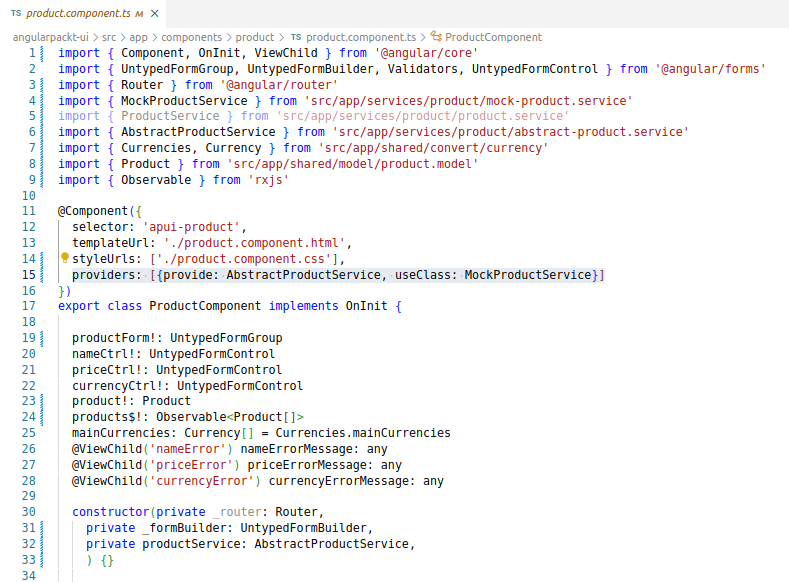 TS product.component.ts M ×
angularpackt-ui > src > app > components > product > TS product.component.ts > ProductComponent
1 import { Component, OnInit, ViewChild } from '@angular/core'
2 import { UntypedFormGroup, UntypedFormBuilder, Validators, UntypedFormControl } from '@angular/forms'
3 import { Router } from '@angular/router'
4 import { MockProductService } from 'src/app/services/product/mock-product.service'
5 import { ProductService } from 'src/app/services/product/product.service'
6 import { AbstractProductService } from 'src/app/services/product/abstract-product.service'
7 import { Currencies, Currency } from 'src/app/shared/convert/currency'
8 import { Product } from 'src/app/shared/model/product.model'
9 import { Observable } from 'rxjs'
10
11 @Component({
12   selector: 'apui-product',
13   templateUrl: './product.component.html',
14   styleUrls: ['./product.component.css'],
15   providers: [{provide: AbstractProductService, useClass: MockProductService}]
16 })
17 export class ProductComponent implements OnInit {
18
19   productForm!: UntypedFormGroup
20   nameCtrl!: UntypedFormControl
21   priceCtrl!: UntypedFormControl
22   currencyCtrl!: UntypedFormControl
23   product!: Product
24   products$!: Observable<Product[]>
25   mainCurrencies: Currency[] = Currencies.mainCurrencies
26   @ViewChild('nameError') nameErrorMessage: any
27   @ViewChild('priceError') priceErrorMessage: any
28   @ViewChild('currencyError') currencyErrorMessage: any
29
30   constructor(private _router: Router,
31     private _formBuilder: UntypedFormBuilder,
32     private productService: AbstractProductService,
33     ) {}
34